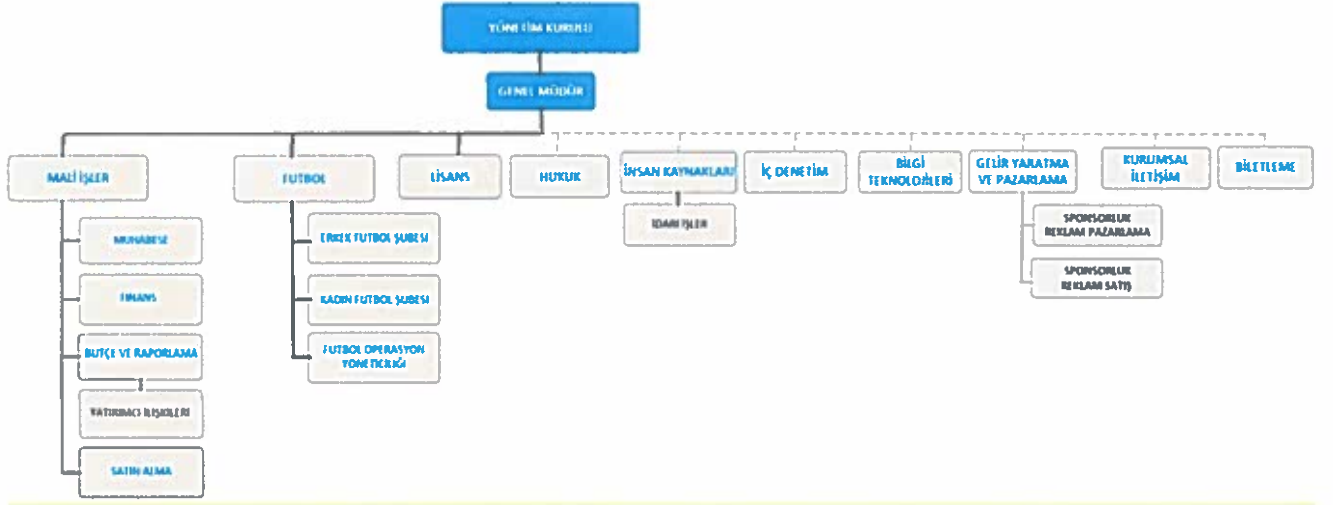 YÖNETİM KURULU
GENEL MÜDÜR
MALİ İŞLER
FUTBOL
LİSANS
HUKUK
İNSAN KAYNAKLARI
İÇ DENETİM
BİLGİ
TEKNOLOJİLERİ
GELİR YARATMA
VE PAZARLAMA
KURUMSAL
İLETİŞİM
BİLETLEME
MUHABESE
FİNANS
BÜTÇE VE RAPORLAMA
YATIRIMCI İLİŞKİLERİ
SATIN ALMA
ERKEK FUTBOL ŞUBESİ
KADIN FUTBOL ŞUBESİ
FUTBOL OPERASYON
YÖNETİCİLİĞİ
İDARİ İŞLER
SPONSORLUK
REKLAM PAZARLAMA
SPONSORLUK
REKLAM SATIŞ